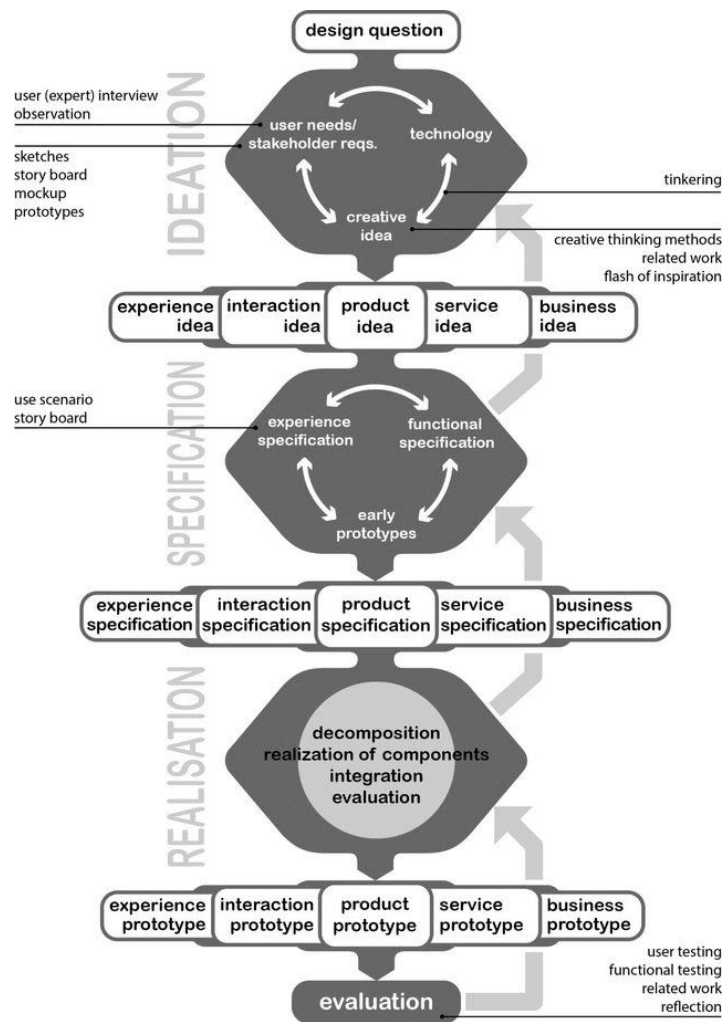 design question
IDEATION
user (expert) interview
observation
sketches
story board
mockup
prototypes
user needs/
stakeholder reqs.
technology
creative
idea
tinkering
creative thinking methods
related work
flash of inspiration
experience
idea
interaction
idea
product
idea
service
idea
business
idea
SPECIFICATION
use scenario
story board
experience
specification
functional
specification
early
prototypes
experience
specification
interaction
specification
product
specification
service
specification
business
specification
REALISATION
decomposition
realization of components
integration
evaluation
experience
prototype
interaction
prototype
product
prototype
service
prototype
business
prototype
evaluation
user testing
functional testing
related work
reflection